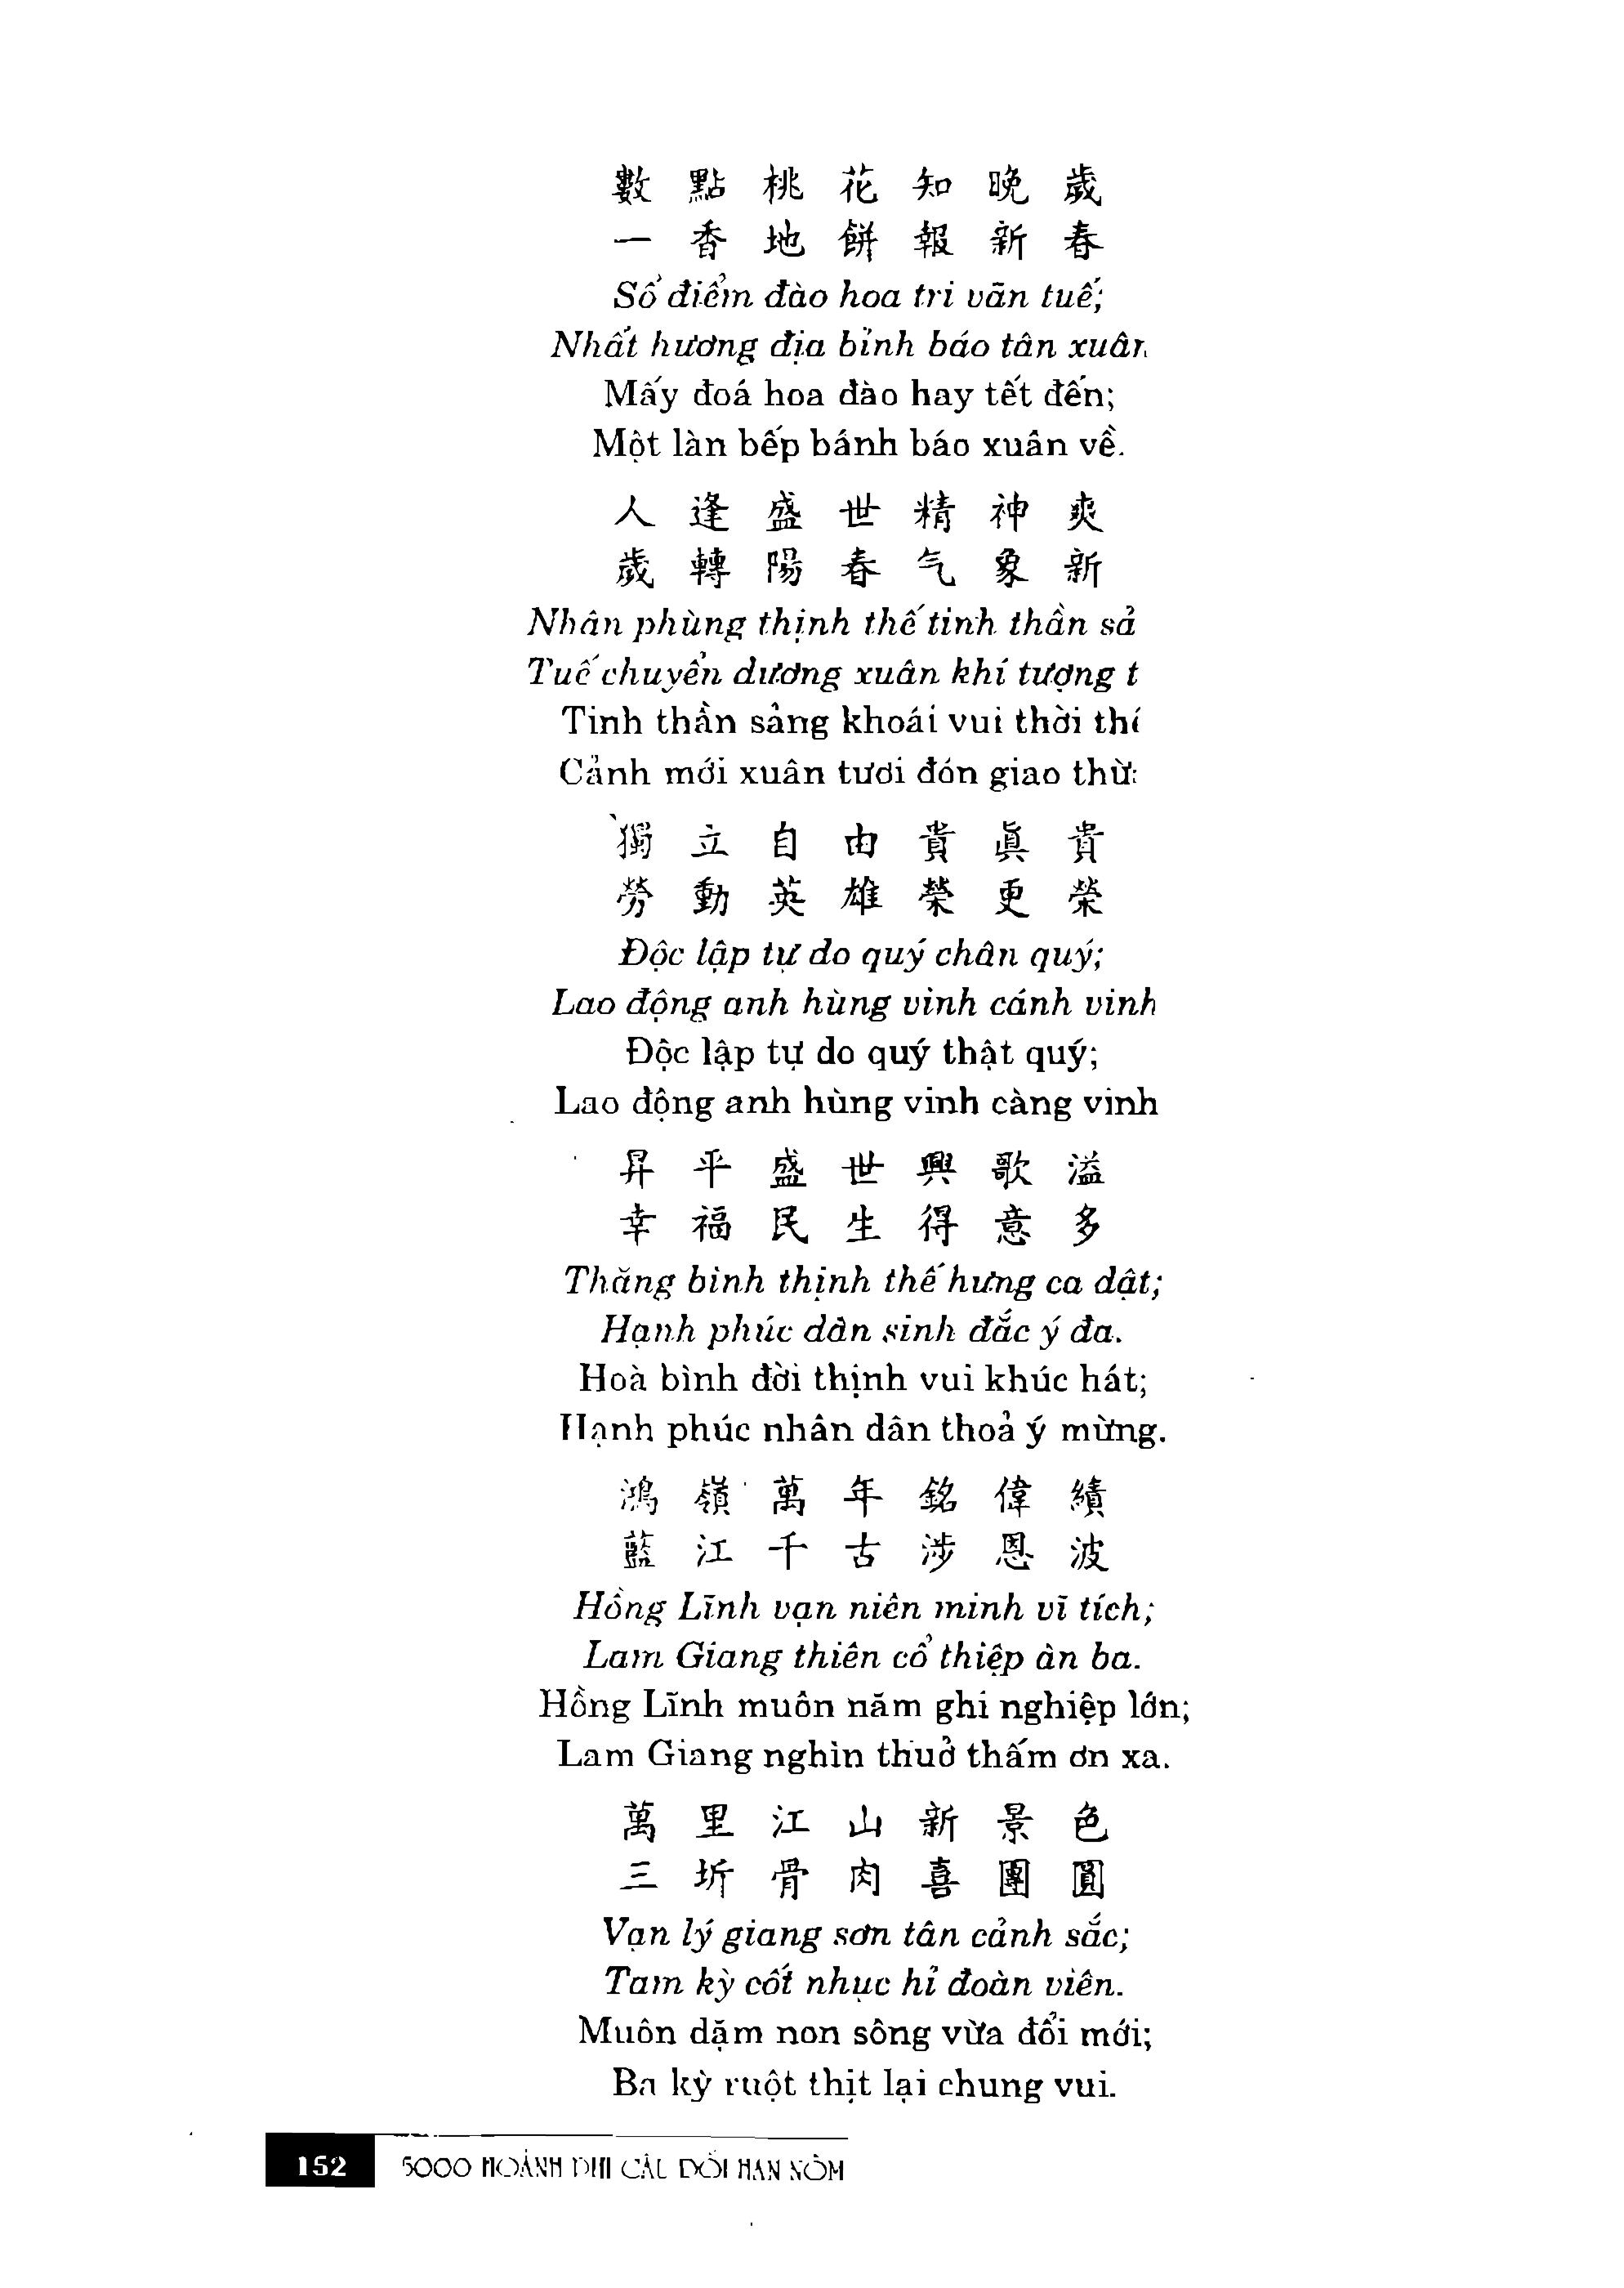 數點桃花知晚歲
一香地餅報新春
Sổ điểm đào hoa tri vãn tuế;
Nhất hương địa bỉnh báo tân xuân
Mấy đoá hoa đào hay tết đến;
Một làn bếp bánh báo xuân về.
人逢盛世精神爽
歲轉陽春气象新
Nhân phùng thịnh thế tinh thần sả
Tuế chuyển dương xuân khí tượng t
Tinh thần sảng khoái vui thời thí
Cảnh mới xuân tươi đón giao thừa
獨立自由貴眞貴
勞動英雄榮更榮
Độc lập tự do quý chân quý;
Lao động anh hùng vinh cánh vinh
Độc lập tự do quý thật quý;
Lao động anh hùng vinh càng vinh
昇平盛世興歌溢
幸福民生得意多
Thăng bình thịnh thế hưng ca dật;
Hạnh phúc dân sinh đắc ý đa.
Hoà bình đời thịnh vui khúc hát;
Hạnh phúc nhân dân thoả ý mừng.
鴻嶺萬年銘偉績
藍江千古涉恩波
Hồng Lĩnh vạn niên minh vĩ tích;
Lam Giang thiên cổ thiệp ân ba.
Hồng Lĩnh muôn năm ghi nghiệp lớn;
Lam Giang nghìn thuở thấm ơn xa.
萬里江山新景色
三圻骨肉喜團圓
Vạn lý giang sơn tân cảnh sắc;
Tam kỳ cốt nhục hỉ đoàn viên.
Muôn dặm non sông vừa đổi mới;
Ba kỳ ruột thịt lại chung vui.
152 5000 HOÀNH PHI CÂU ĐỐI HÁN NÔM